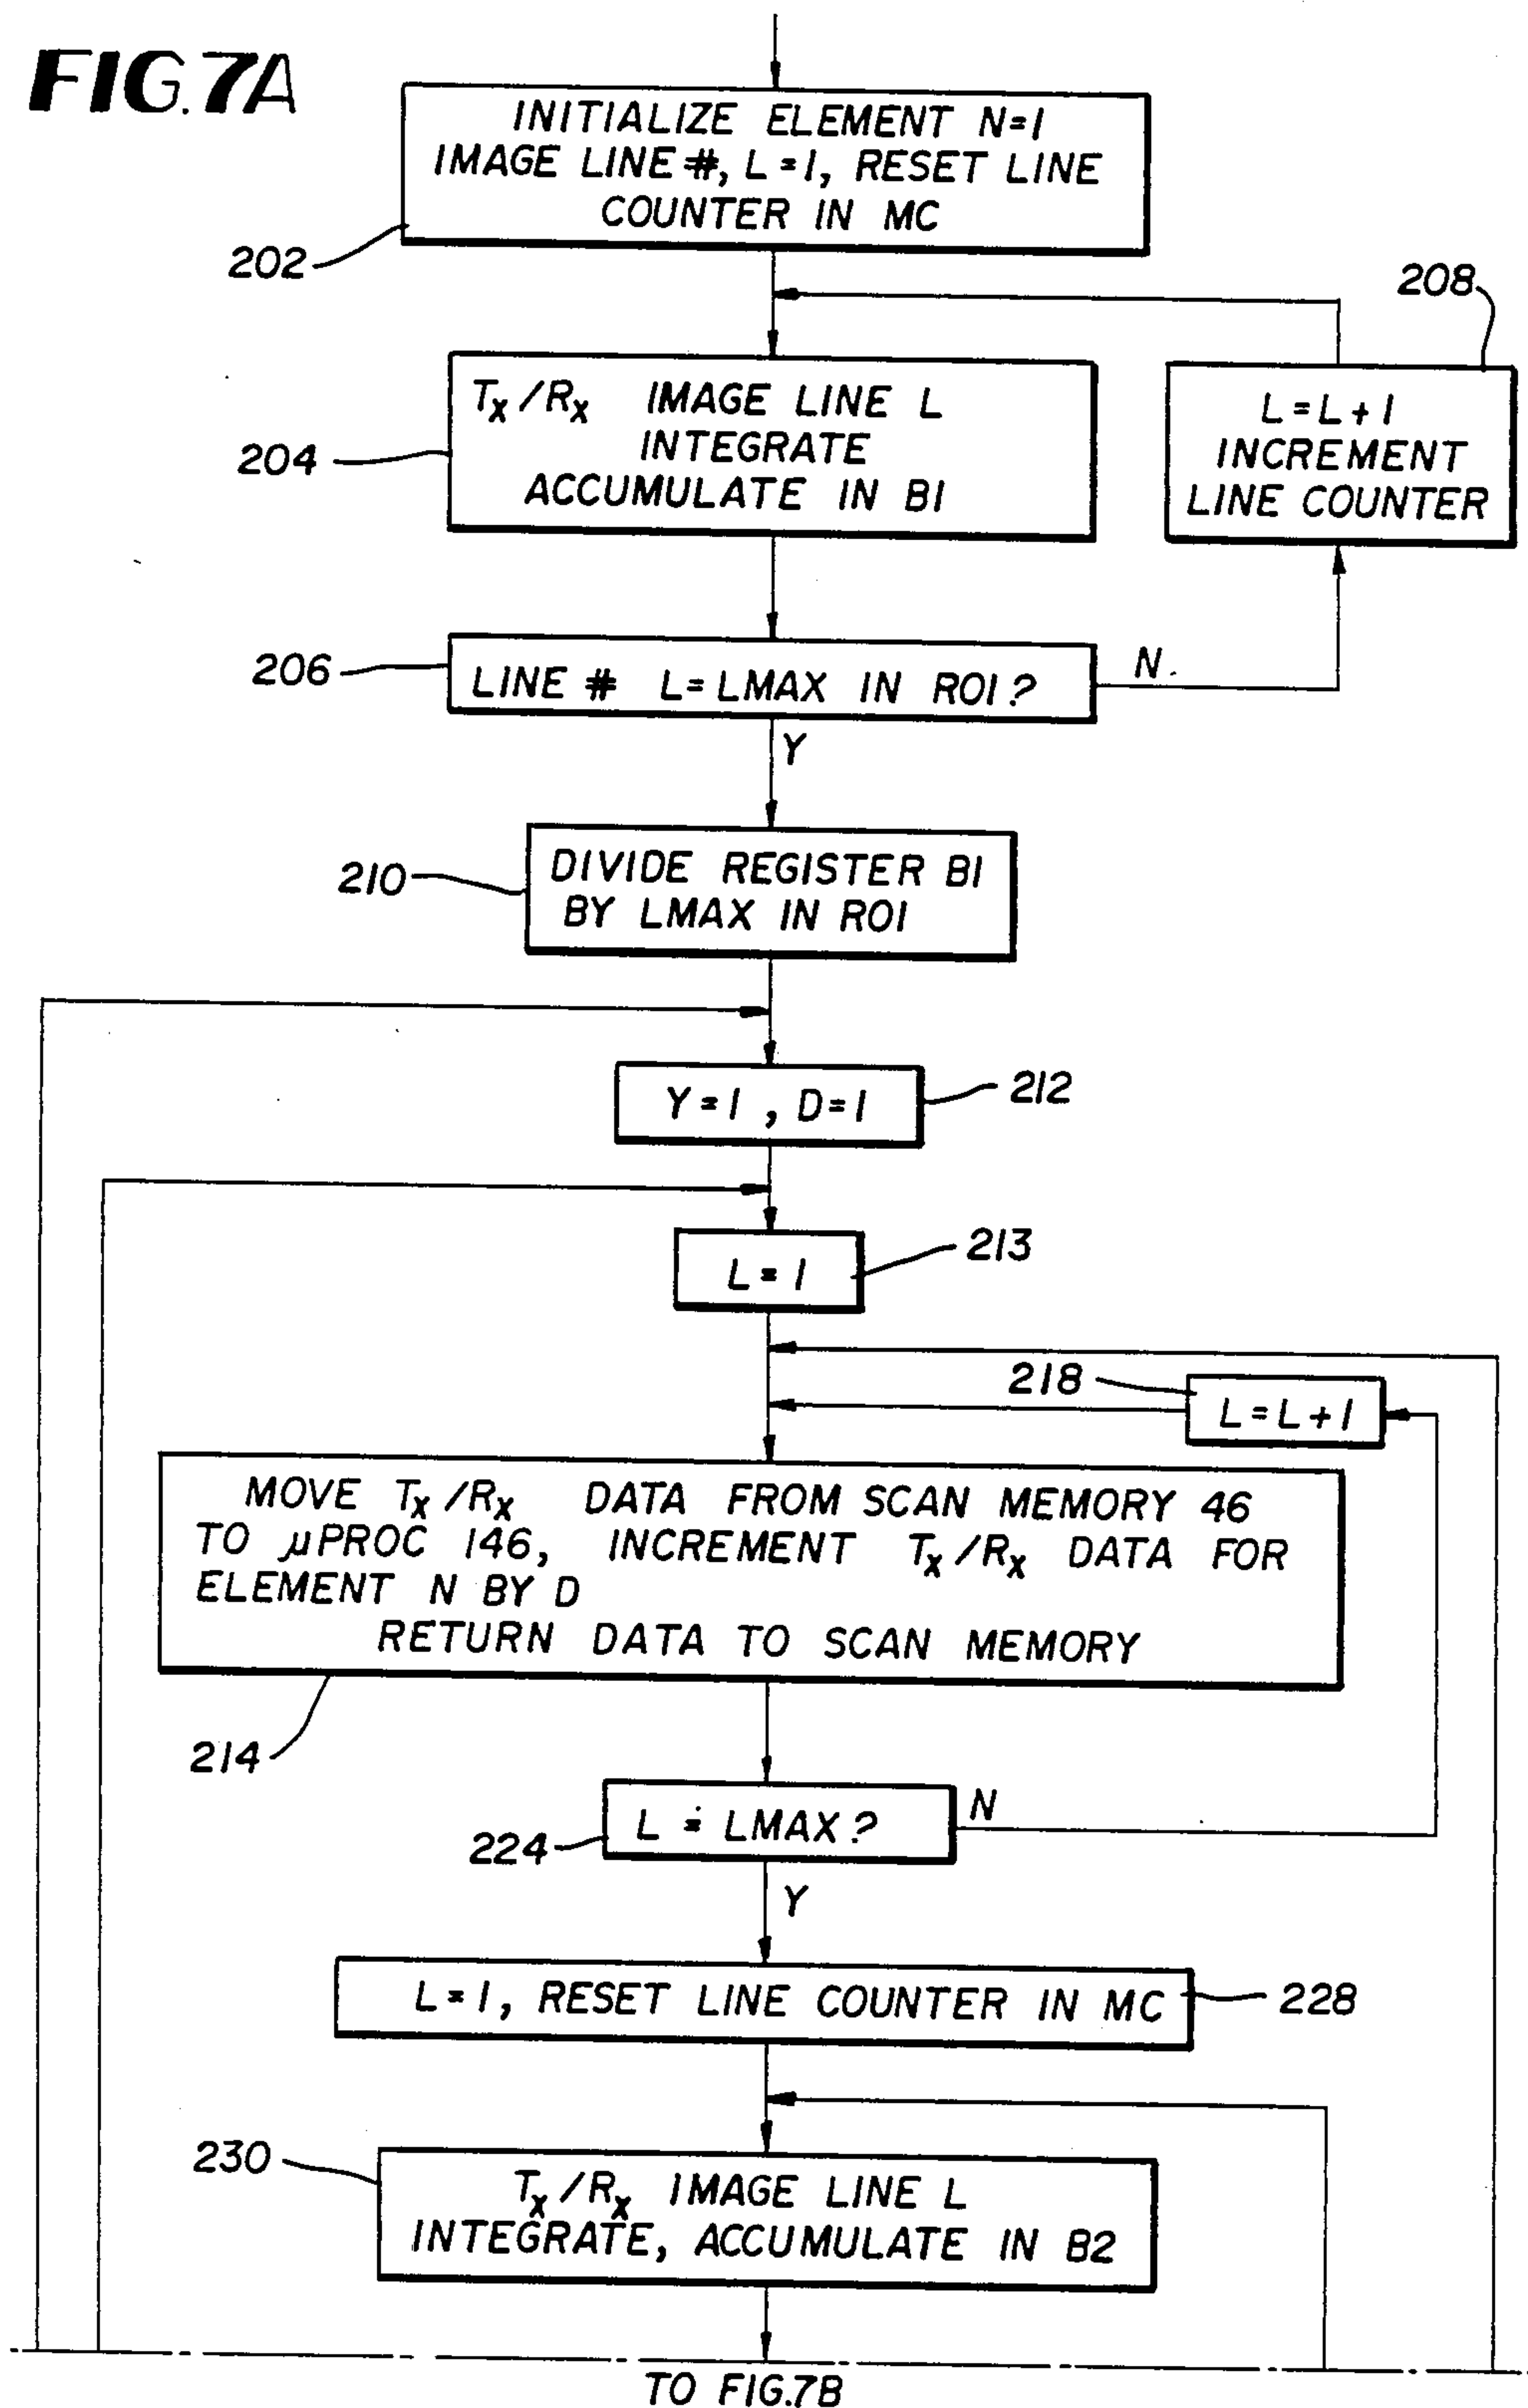 FIG. 7A
INITIALIZE ELEMENT N=1
IMAGE LINE #, L=1, RESET LINE
COUNTER IN MC
202
208
Tx/Rx IMAGE LINE L
INTEGRATE
ACCUMULATE IN B1
204
L=L+1
INCREMENT
LINE COUNTER
206
LINE # L=LMAX IN ROI?
N
Y
210
DIVIDE REGISTER B1
BY LMAX IN ROI
Y=1, D=1
212
213
L=1
218
L=L+1
MOVE Tx/Rx DATA FROM SCAN MEMORY 46
TO µPROC 146, INCREMENT Tx/Rx DATA FOR
ELEMENT N BY D
RETURN DATA TO SCAN MEMORY
214
L=LMAX?
N
224
Y
L=1, RESET LINE COUNTER IN MC
228
230
Tx/Rx IMAGE LINE L
INTEGRATE, ACCUMULATE IN B2
TO FIG.7B